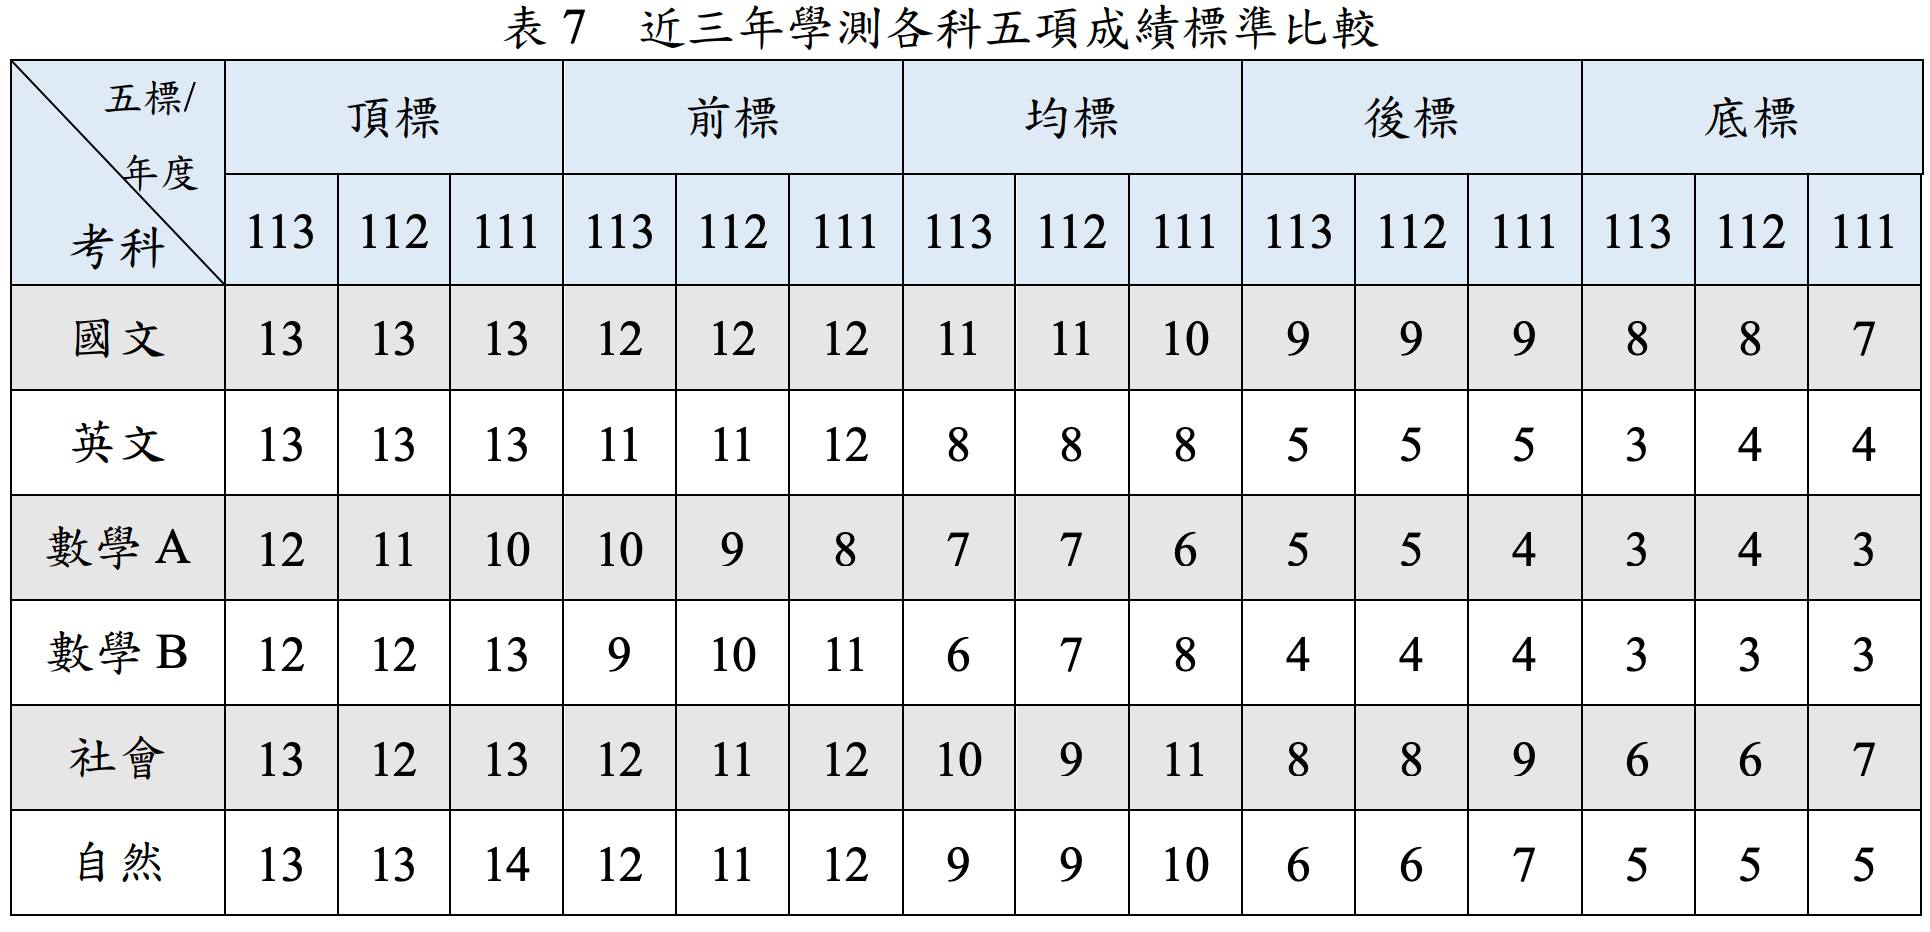 表 7 近三年學測各科五項成績標準比較
五標/ 頂標 前標 均標 後標 底標
年度
考科 113 112 111 113 112 111 113 112 111 113 112 111 113 112 111
國文 13 13 13 12 12 12 11 11 10 9 9 9 8 8 7
英文 13 13 13 11 11 12 8 8 8 5 5 5 3 4 4
數學 A 12 11 10 10 9 8 7 7 6 5 5 4 3 4 3
數學 B 12 12 13 9 10 11 6 7 8 4 4 4 3 3 3
社會 13 12 13 12 11 12 10 9 11 8 8 9 6 6 7
自然 13 13 14 12 11 12 9 9 10 6 6 7 5 5 5